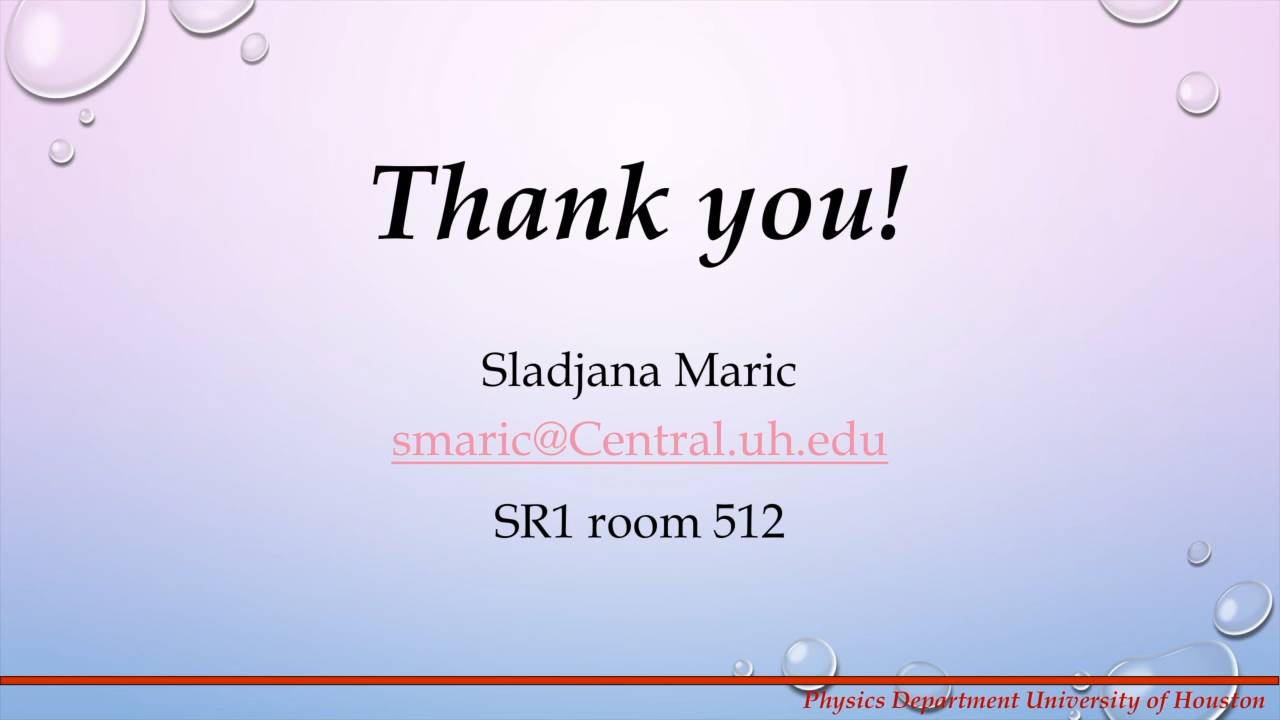 Thank you!
Sladjana Maric
smaric@Central.uh.edu
SR1 room 512
Physics Department University of Houston